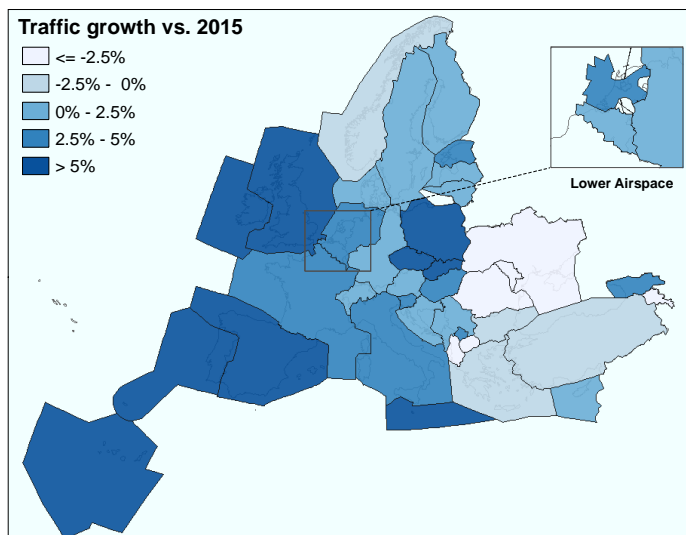 Traffic growth vs. 2015
<= -2.5%
-2.5% - 0%
0% - 2.5%
2.5% - 5%
> 5%
Lower Airspace